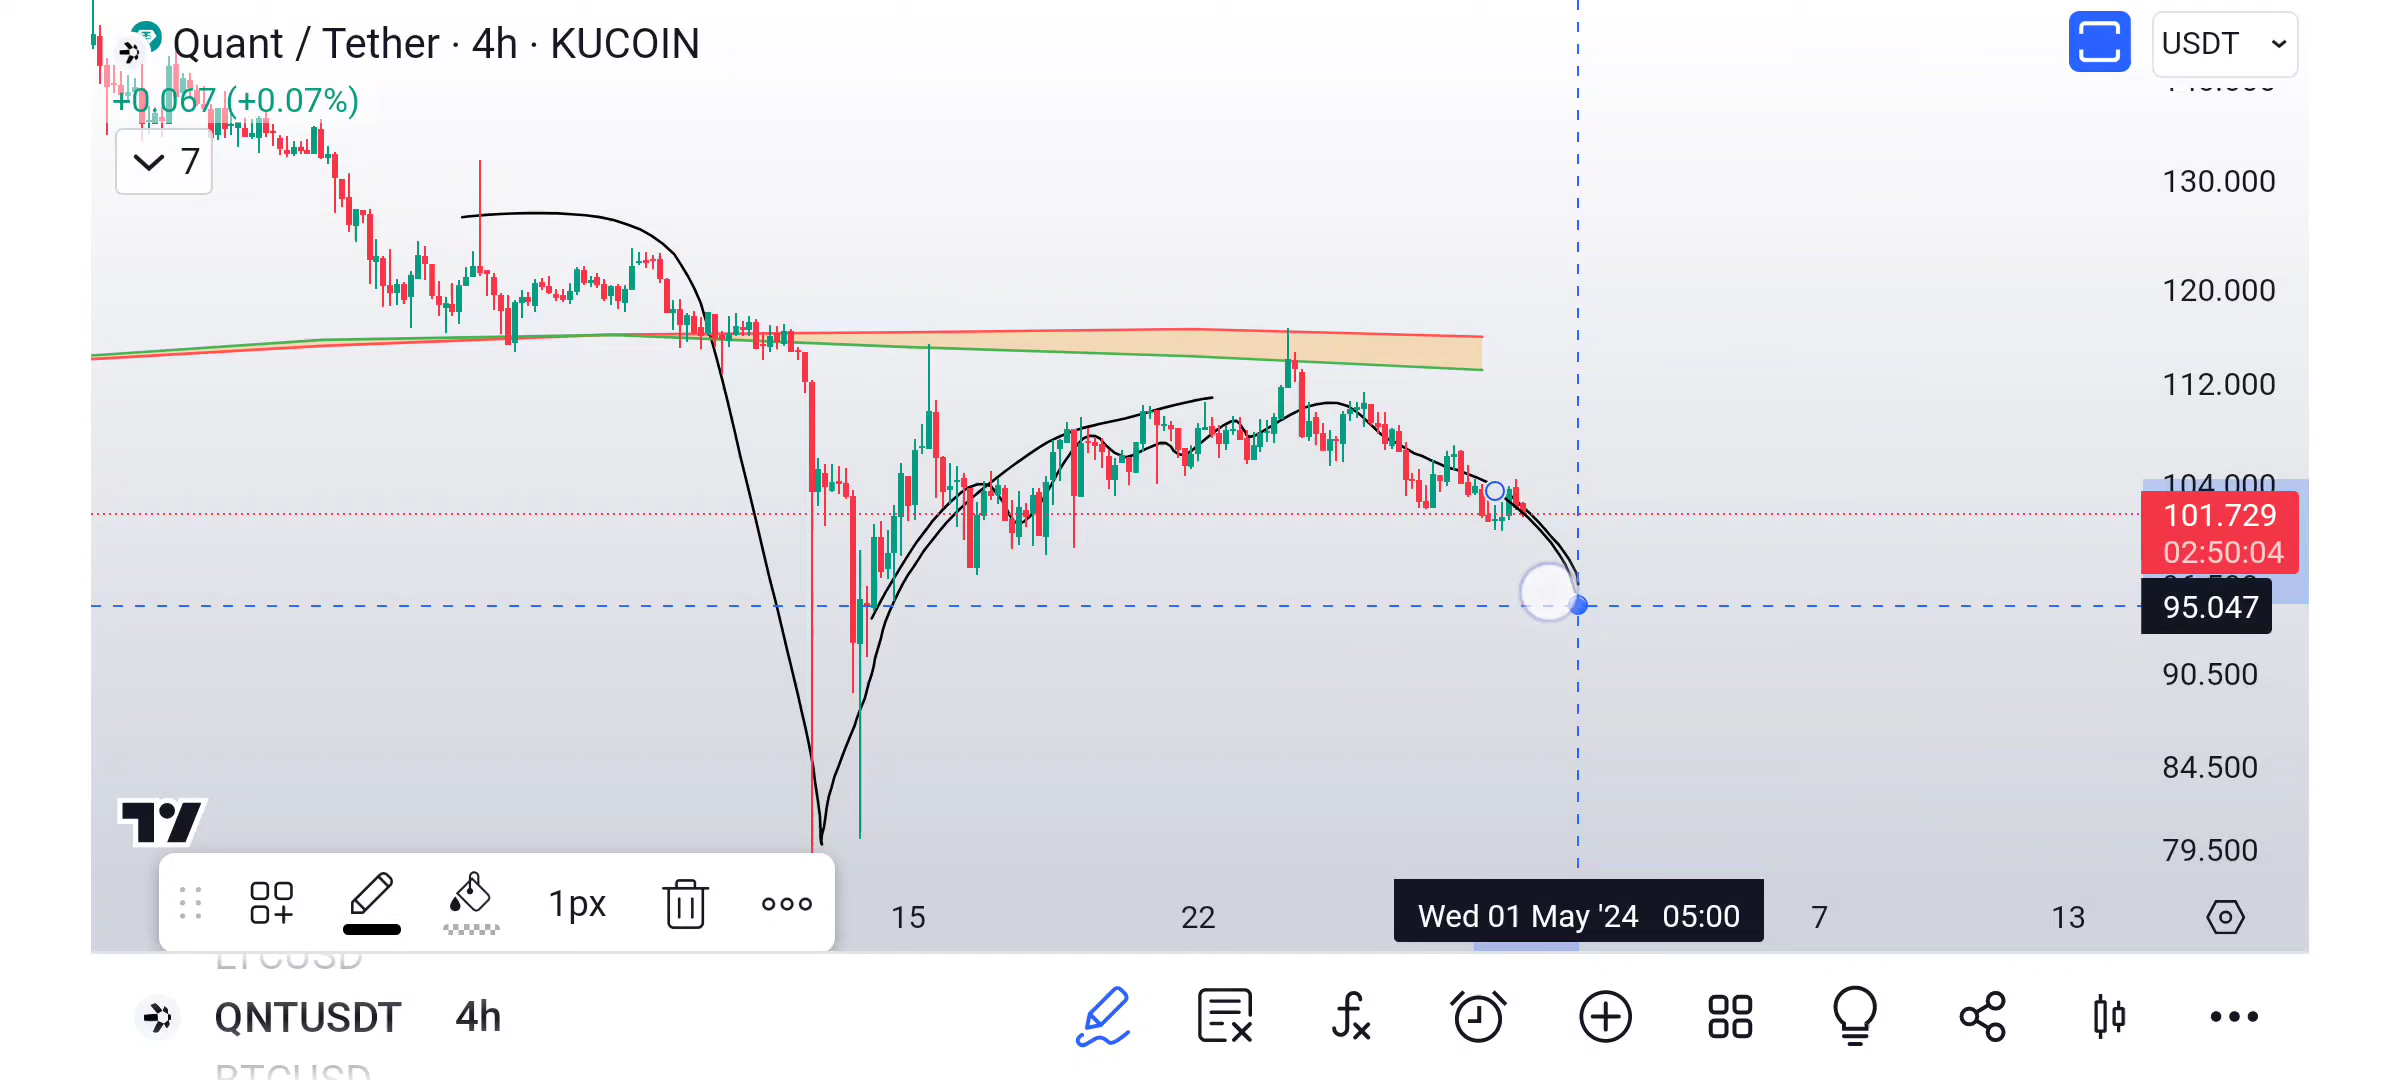 Quant / Tether · 4h · KUCOIN
USDT
+0.067 (+0.07%)
7
130.000
120.000
112.000
104.000
101.729
02:50:04
95.047
90.500
84.500
79.500
1px
15
22
Wed 01 May '24 05:00
7
13
LTCUSD
QNTUSDT 4h
BTCUSD